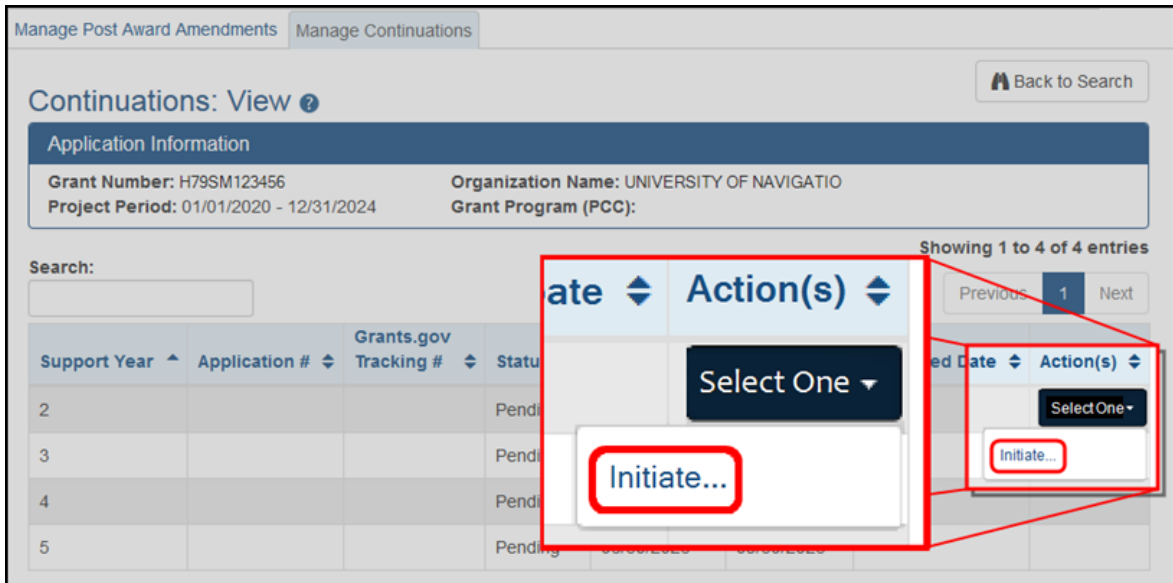 Manage Post Award Amendments Manage Continuations
Back to Search
Continuations: View
Application Information
Grant Number: H79SM123456 Organization Name: UNIVERSITY OF NAVIGATIO
Project Period: 01/01/2020 - 12/31/2024 Grant Program (PCC):
Showing 1 to 4 of 4 entries
Search:
Previous 1 Next
Support Year Application # Grants.gov Tracking # Statu ed Date Action(s)
2 Pendi Select One
3 Pendi Initiate...
4 Pendi
5 Pending
ate Action(s)
Select One
Initiate...